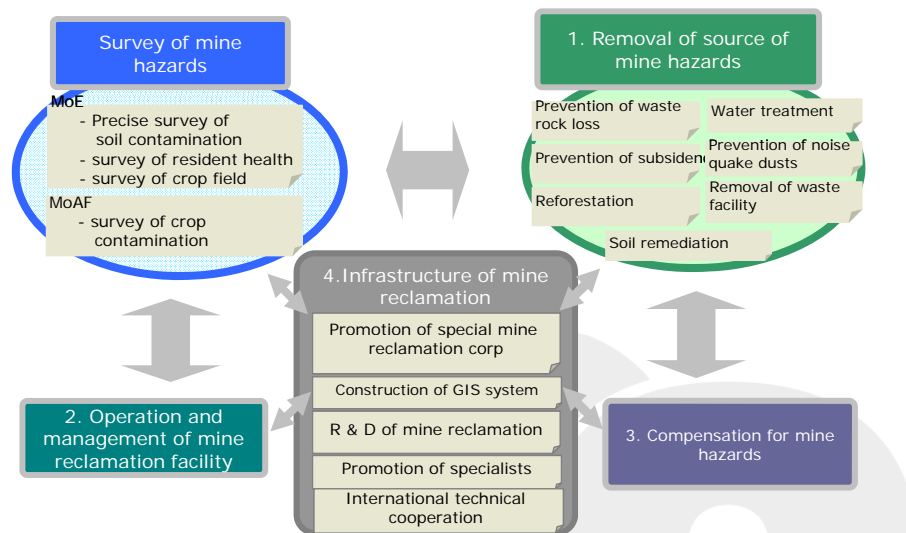 Survey of mine
hazards
MoE
- Precise survey of
soil contamination
- survey of resident health
- survey of crop field
MoAF
- survey of crop
contamination
1. Removal of source of
mine hazards
Prevention of waste
rock loss
Water treatment
Prevention of subsiden
Prevention of noise
quake dusts
Reforestation
Removal of waste
facility
Soil remediation
4.Infrastructure of mine
reclamation
Promotion of special mine
reclamation corp
Construction of GIS system
R & D of mine reclamation
Promotion of specialists
International technical
cooperation
2. Operation and
management of mine
reclamation facility
3. Compensation for mine
hazards